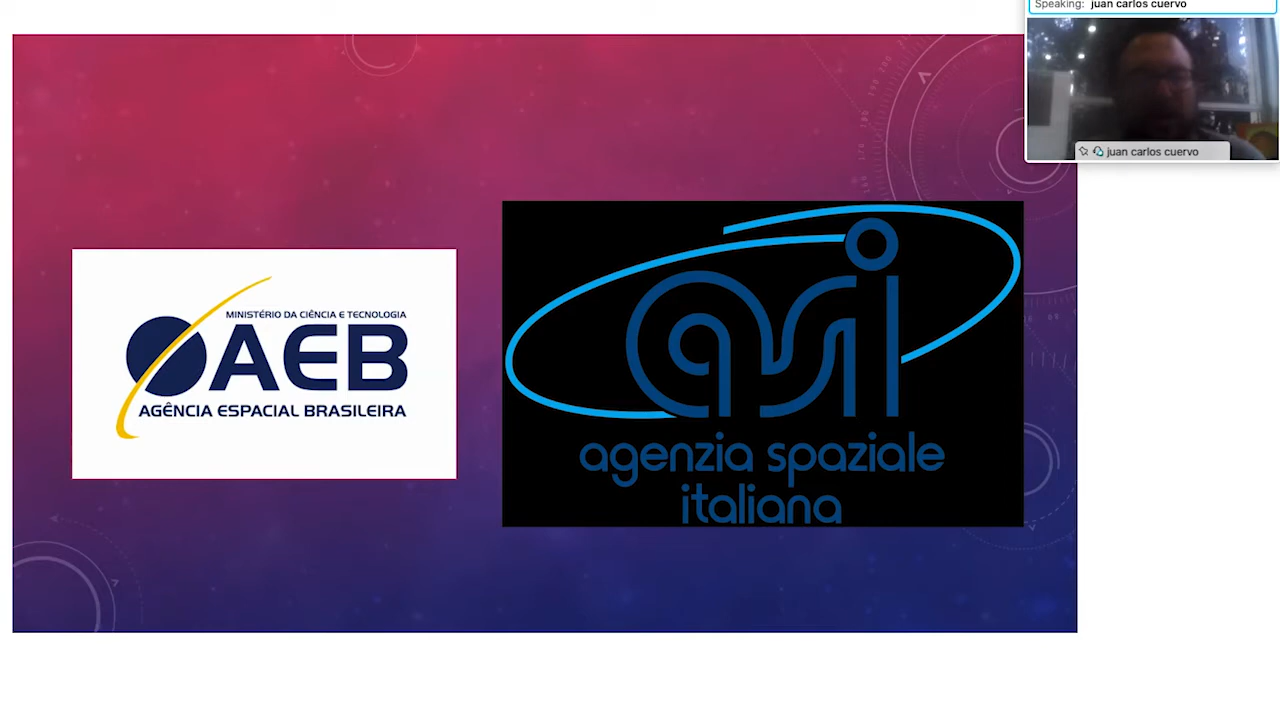 Speaking: juan carlos cuervo
juan carlos cuervo
MINISTÉRIO DA CIÊNCIA E TECNOLOGIA
AEB
AGÊNCIA ESPACIAL BRASILEIRA
asi
agenzia spaziale
italiana